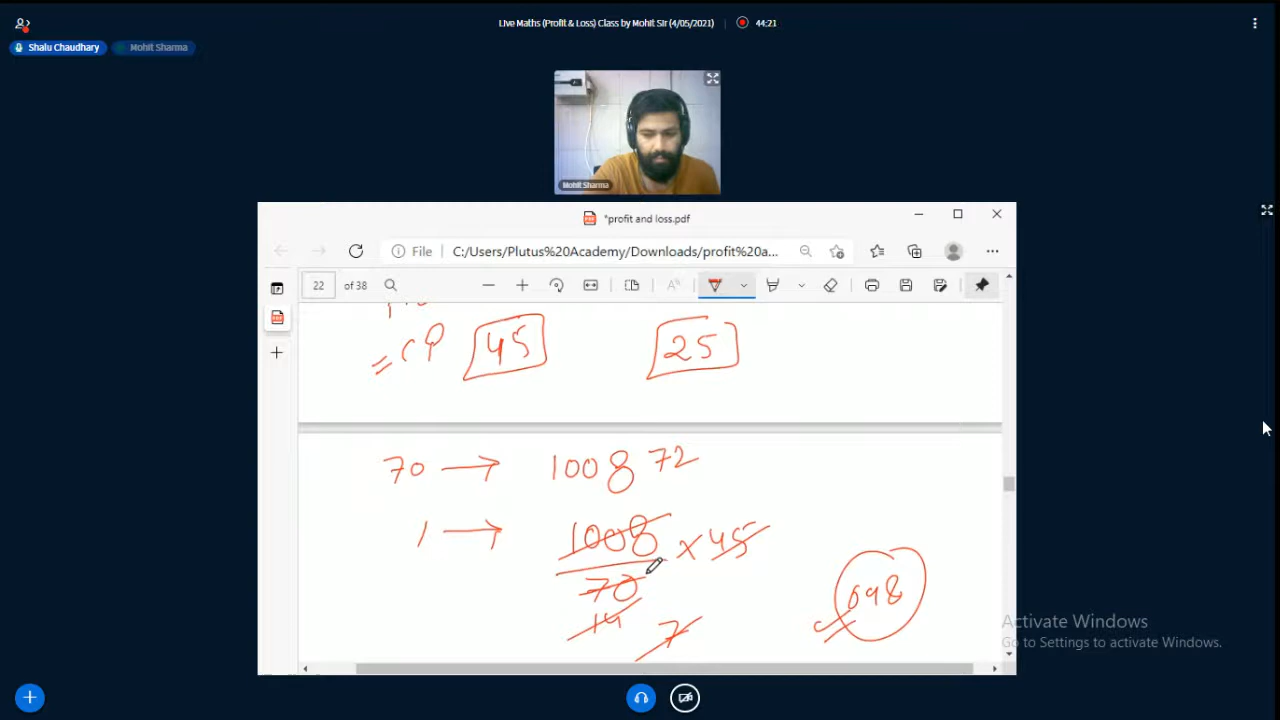 Live Maths (Profit & Loss) Class by Mohit Sir (4/05/2021) 44:21
Shalu Chaudhary Mohit Sharma
Mohit Sharma
*profit and loss.pdf
File C:/Users/Plutus%20Academy/Downloads/profit%20a...
22 of 38
= CP 45 25
70 → 1008 72
1 → 1008 × 45
70
14
7
648
Activate Windows
Go to Settings to activate Windows.